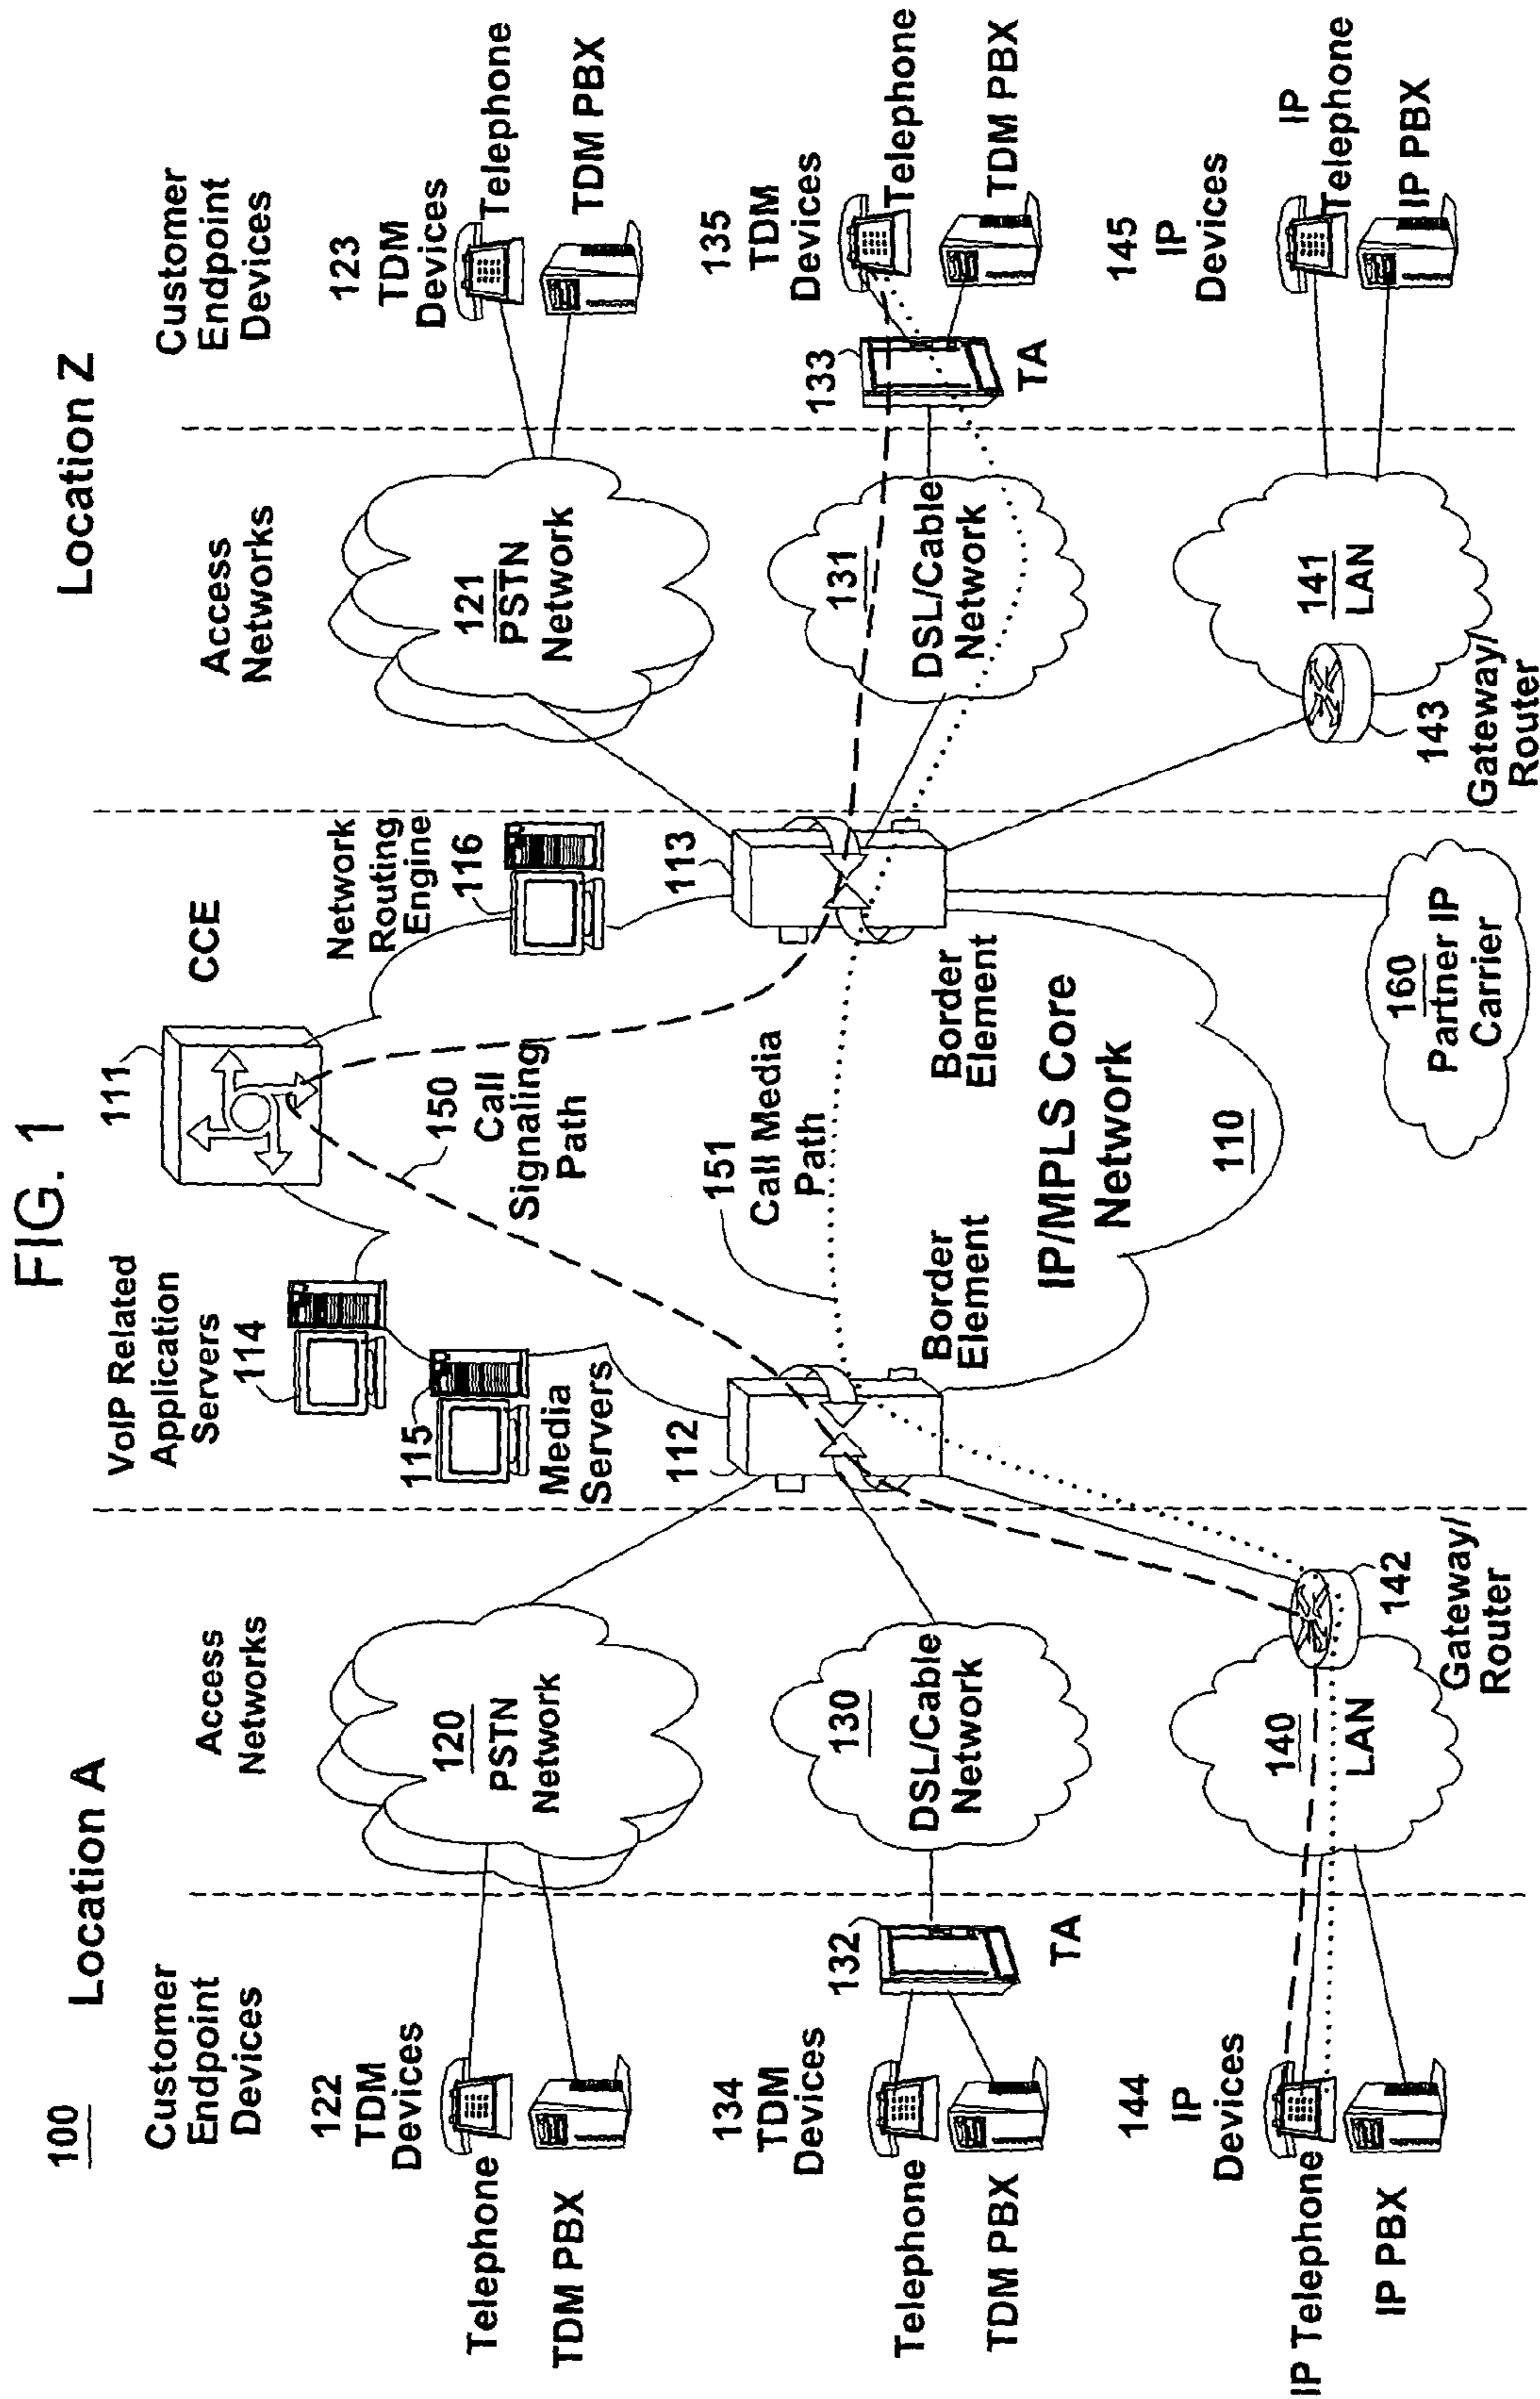 FIG. 1
100
Location A
Location Z
Customer
Endpoint
Devices
Access
Networks
VoIP Related
Application
Servers
114
111
CCE
Network
Routing
Engine
116
Access
Networks
Customer
Endpoint
Devices
122
TDM
Devices
Telephone
TDM PBX
120
PSTN
Network
115
Media
Servers
150
Call
Signaling
Path
121
PSTN
Network
123
TDM
Devices
Telephone
TDM PBX
134
TDM
Devices
Telephone
TDM PBX
132
TA
130
DSL/Cable
Network
112
Border
Element
151
Call Media
Path
113
Border
Element
131
DSL/Cable
Network
133
TA
135
TDM
Devices
Telephone
TDM PBX
IP/MPLS Core
Network
110
144
IP
Devices
IP Telephone
IP PBX
140
LAN
142
Gateway/
Router
160
Partner IP
Carrier
143
Gateway/
Router
141
LAN
145
IP
Devices
IP
Telephone
IP PBX